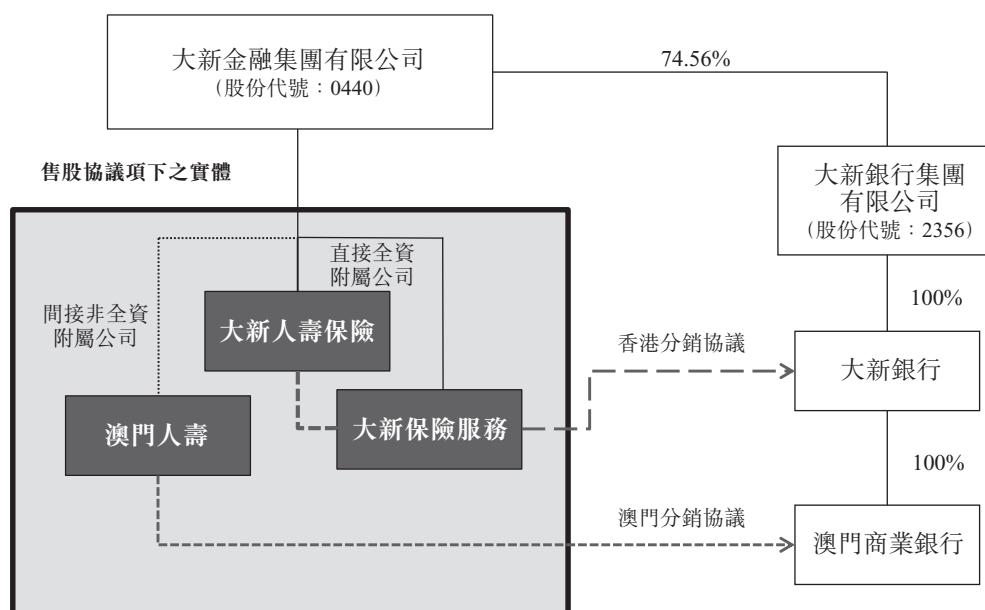 大新金融集團有限公司
（股份代號：0440）
74.56%
售股協議項下之實體
大新銀行集團
有限公司
（股份代號：2356）
直接全資
附屬公司
間接非全資
附屬公司
100%
大新人壽保險
香港分銷協議
大新銀行
澳門人壽
大新保險服務
100%
澳門分銷協議
澳門商業銀行